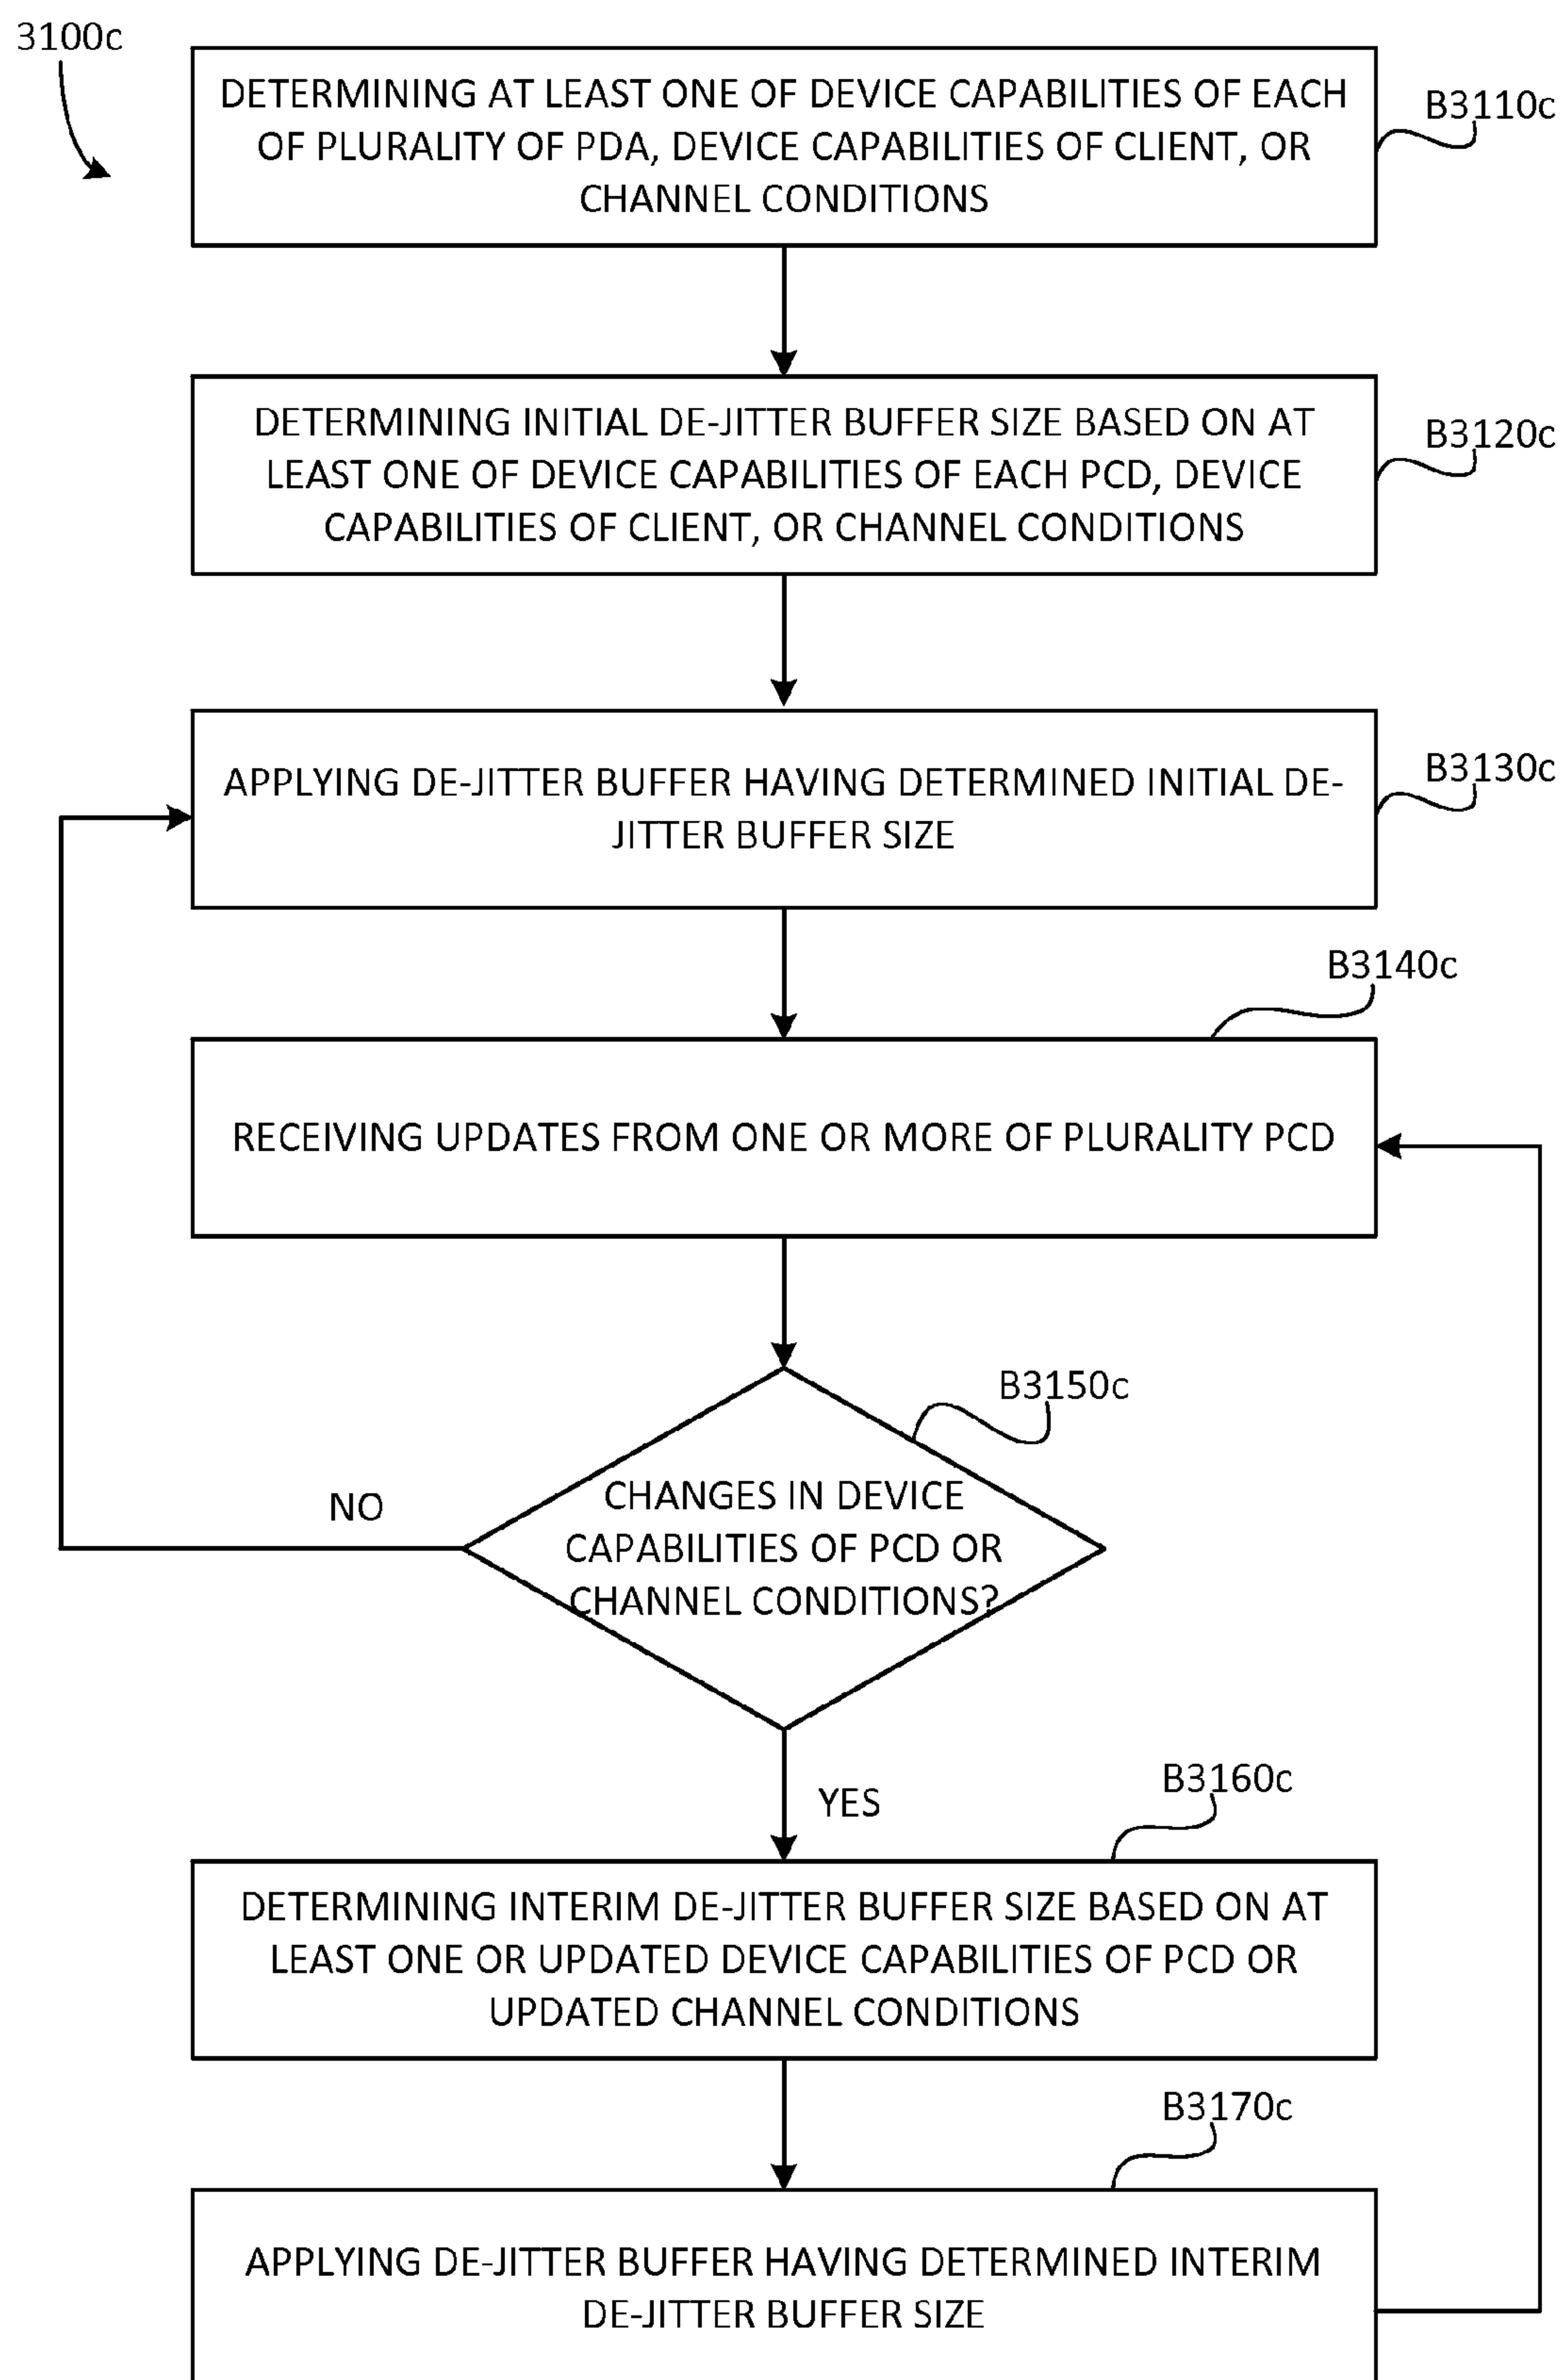 3100c
DETERMINING AT LEAST ONE OF DEVICE CAPABILITIES OF EACH
OF PLURALITY OF PDA, DEVICE CAPABILITIES OF CLIENT, OR
CHANNEL CONDITIONS
B3110c
DETERMINING INITIAL DE-JITTER BUFFER SIZE BASED ON AT
LEAST ONE OF DEVICE CAPABILITIES OF EACH PCD, DEVICE
CAPABILITIES OF CLIENT, OR CHANNEL CONDITIONS
B3120c
APPLYING DE-JITTER BUFFER HAVING DETERMINED INITIAL DE-
JITTER BUFFER SIZE
B3130c
B3140c
RECEIVING UPDATES FROM ONE OR MORE OF PLURALITY PCD
B3150c
CHANGES IN DEVICE
CAPABILITIES OF PCD OR
CHANNEL CONDITIONS?
NO
YES
B3160c
DETERMINING INTERIM DE-JITTER BUFFER SIZE BASED ON AT
LEAST ONE OR UPDATED DEVICE CAPABILITIES OF PCD OR
UPDATED CHANNEL CONDITIONS
B3170c
APPLYING DE-JITTER BUFFER HAVING DETERMINED INTERIM
DE-JITTER BUFFER SIZE